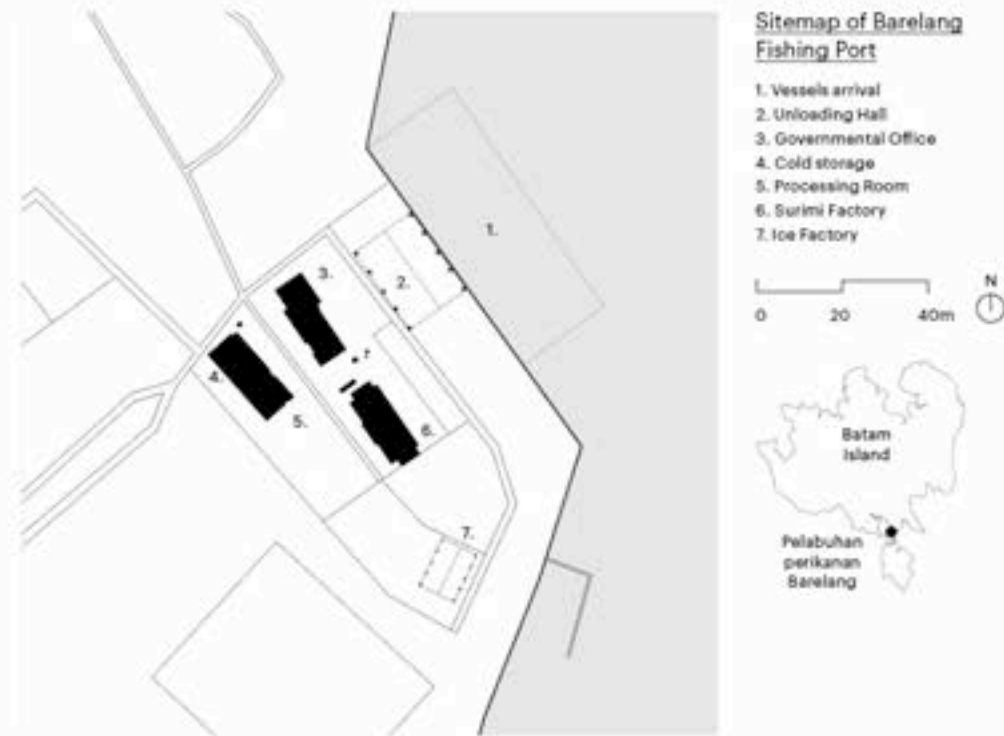 Sitemap of Barelang
Fishing Port
1. Vessels arrival
2. Unloading Hall
3. Governmental Office
4. Cold storage
5. Processing Room
6. Surimi Factory
7. Ice Factory
0 20 40m
N
Batam
Island
Pelabuhan
perikanan
Barelang
1.
2.
3.
4.
5.
6.
7.